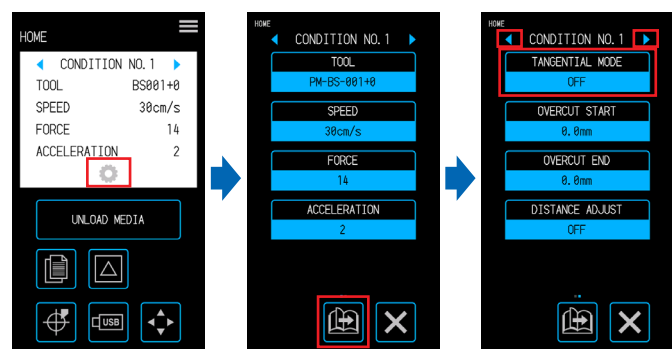 HOME
◀ CONDITION NO. 1 ▶
TOOL BS001+0
SPEED 30cm/s
FORCE 14
ACCELERATION 2
UNLOAD MEDIA
USB
HOME
◀ CONDITION NO. 1 ▶
TOOL
PM-BS-001+0
SPEED
30cm/s
FORCE
14
ACCELERATION
2
HOME
◀ CONDITION NO. 1 ▶
TANGENTIAL MODE
OFF
OVERCUT START
0.0mm
OVERCUT END
0.0mm
DISTANCE ADJUST
OFF